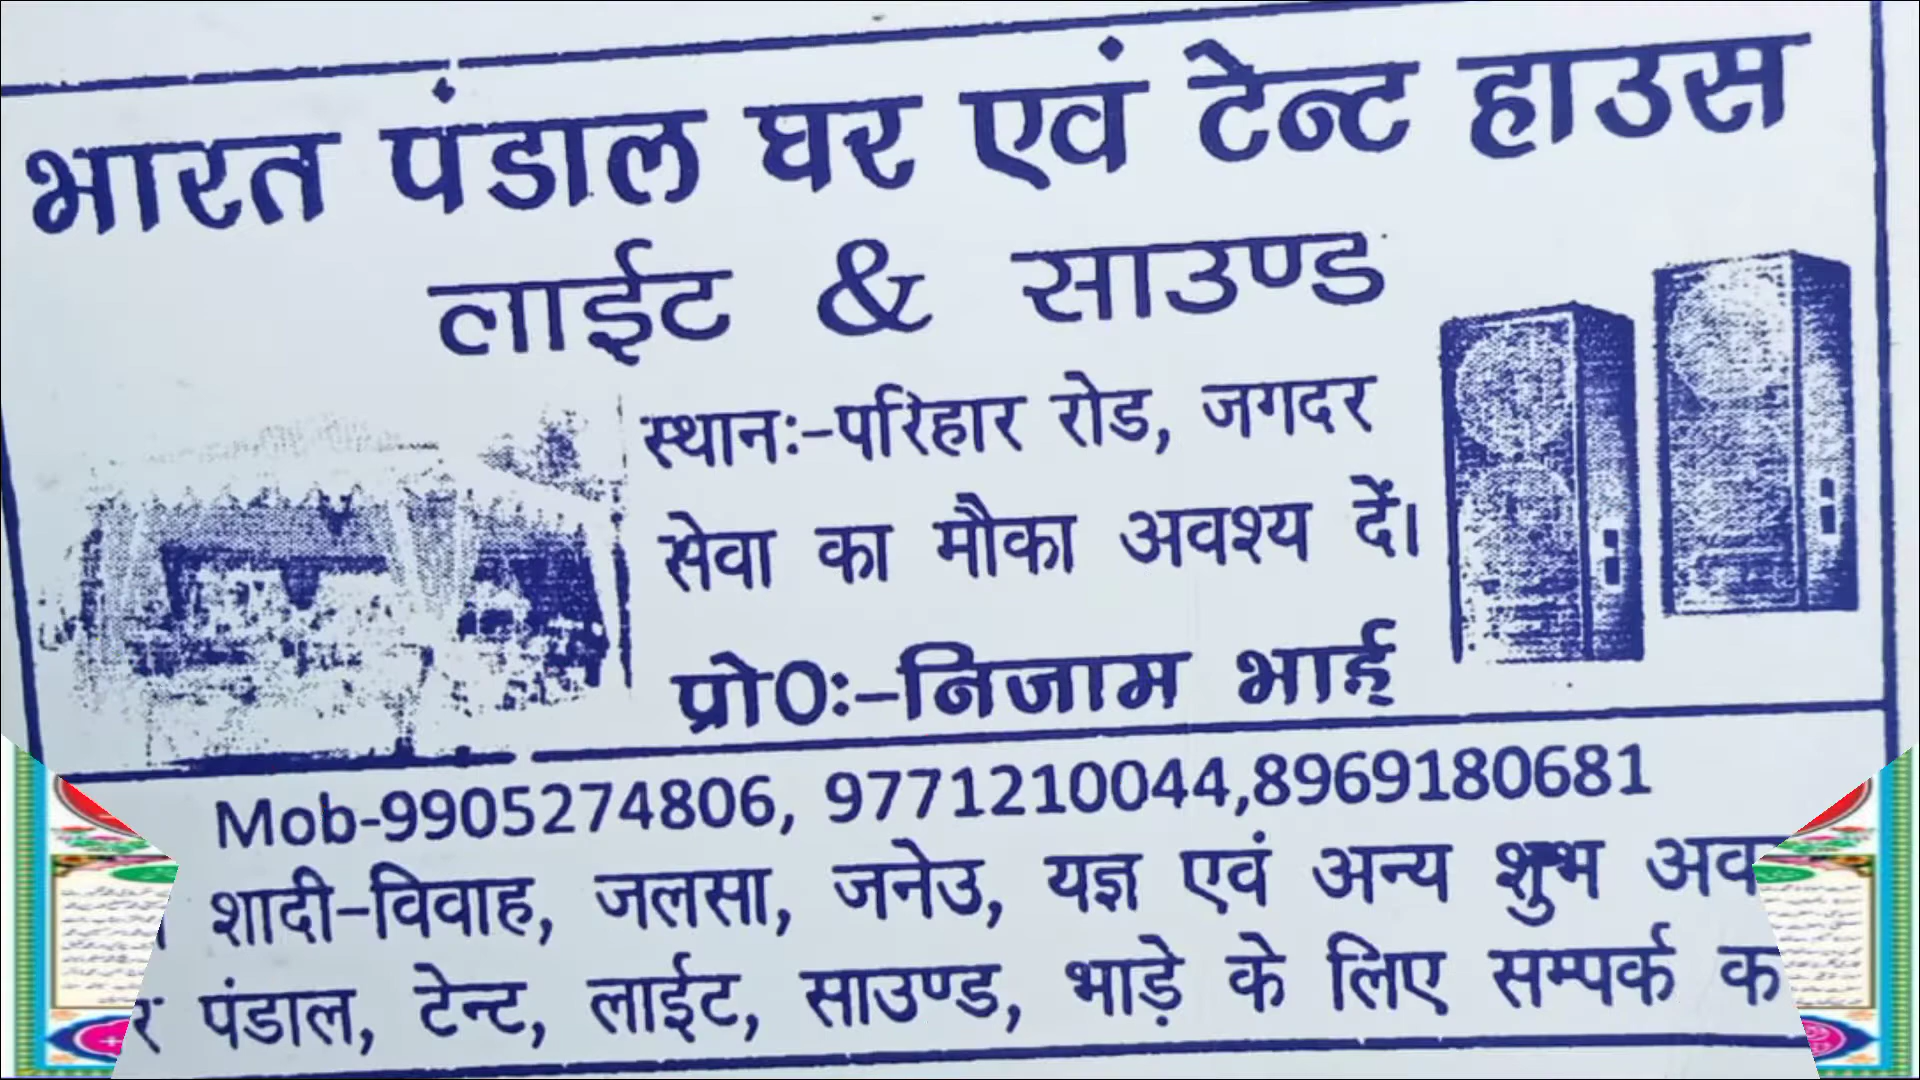 भारत पंडाल घर एवं टेन्ट हाउस
लाईट & साउण्ड
स्थानः-परिहार रोड, जगदर
सेवा का मौका अवश्य दें।
प्रो0ः-निजाम भाई
Mob-9905274806, 9771210044,8969180681
शादी-विवाह, जलसा, जनेउ, यज्ञ एवं अन्य शुभ अव
र पंडाल, टेन्ट, लाईट, साउण्ड, भाड़े के लिए सम्पर्क क